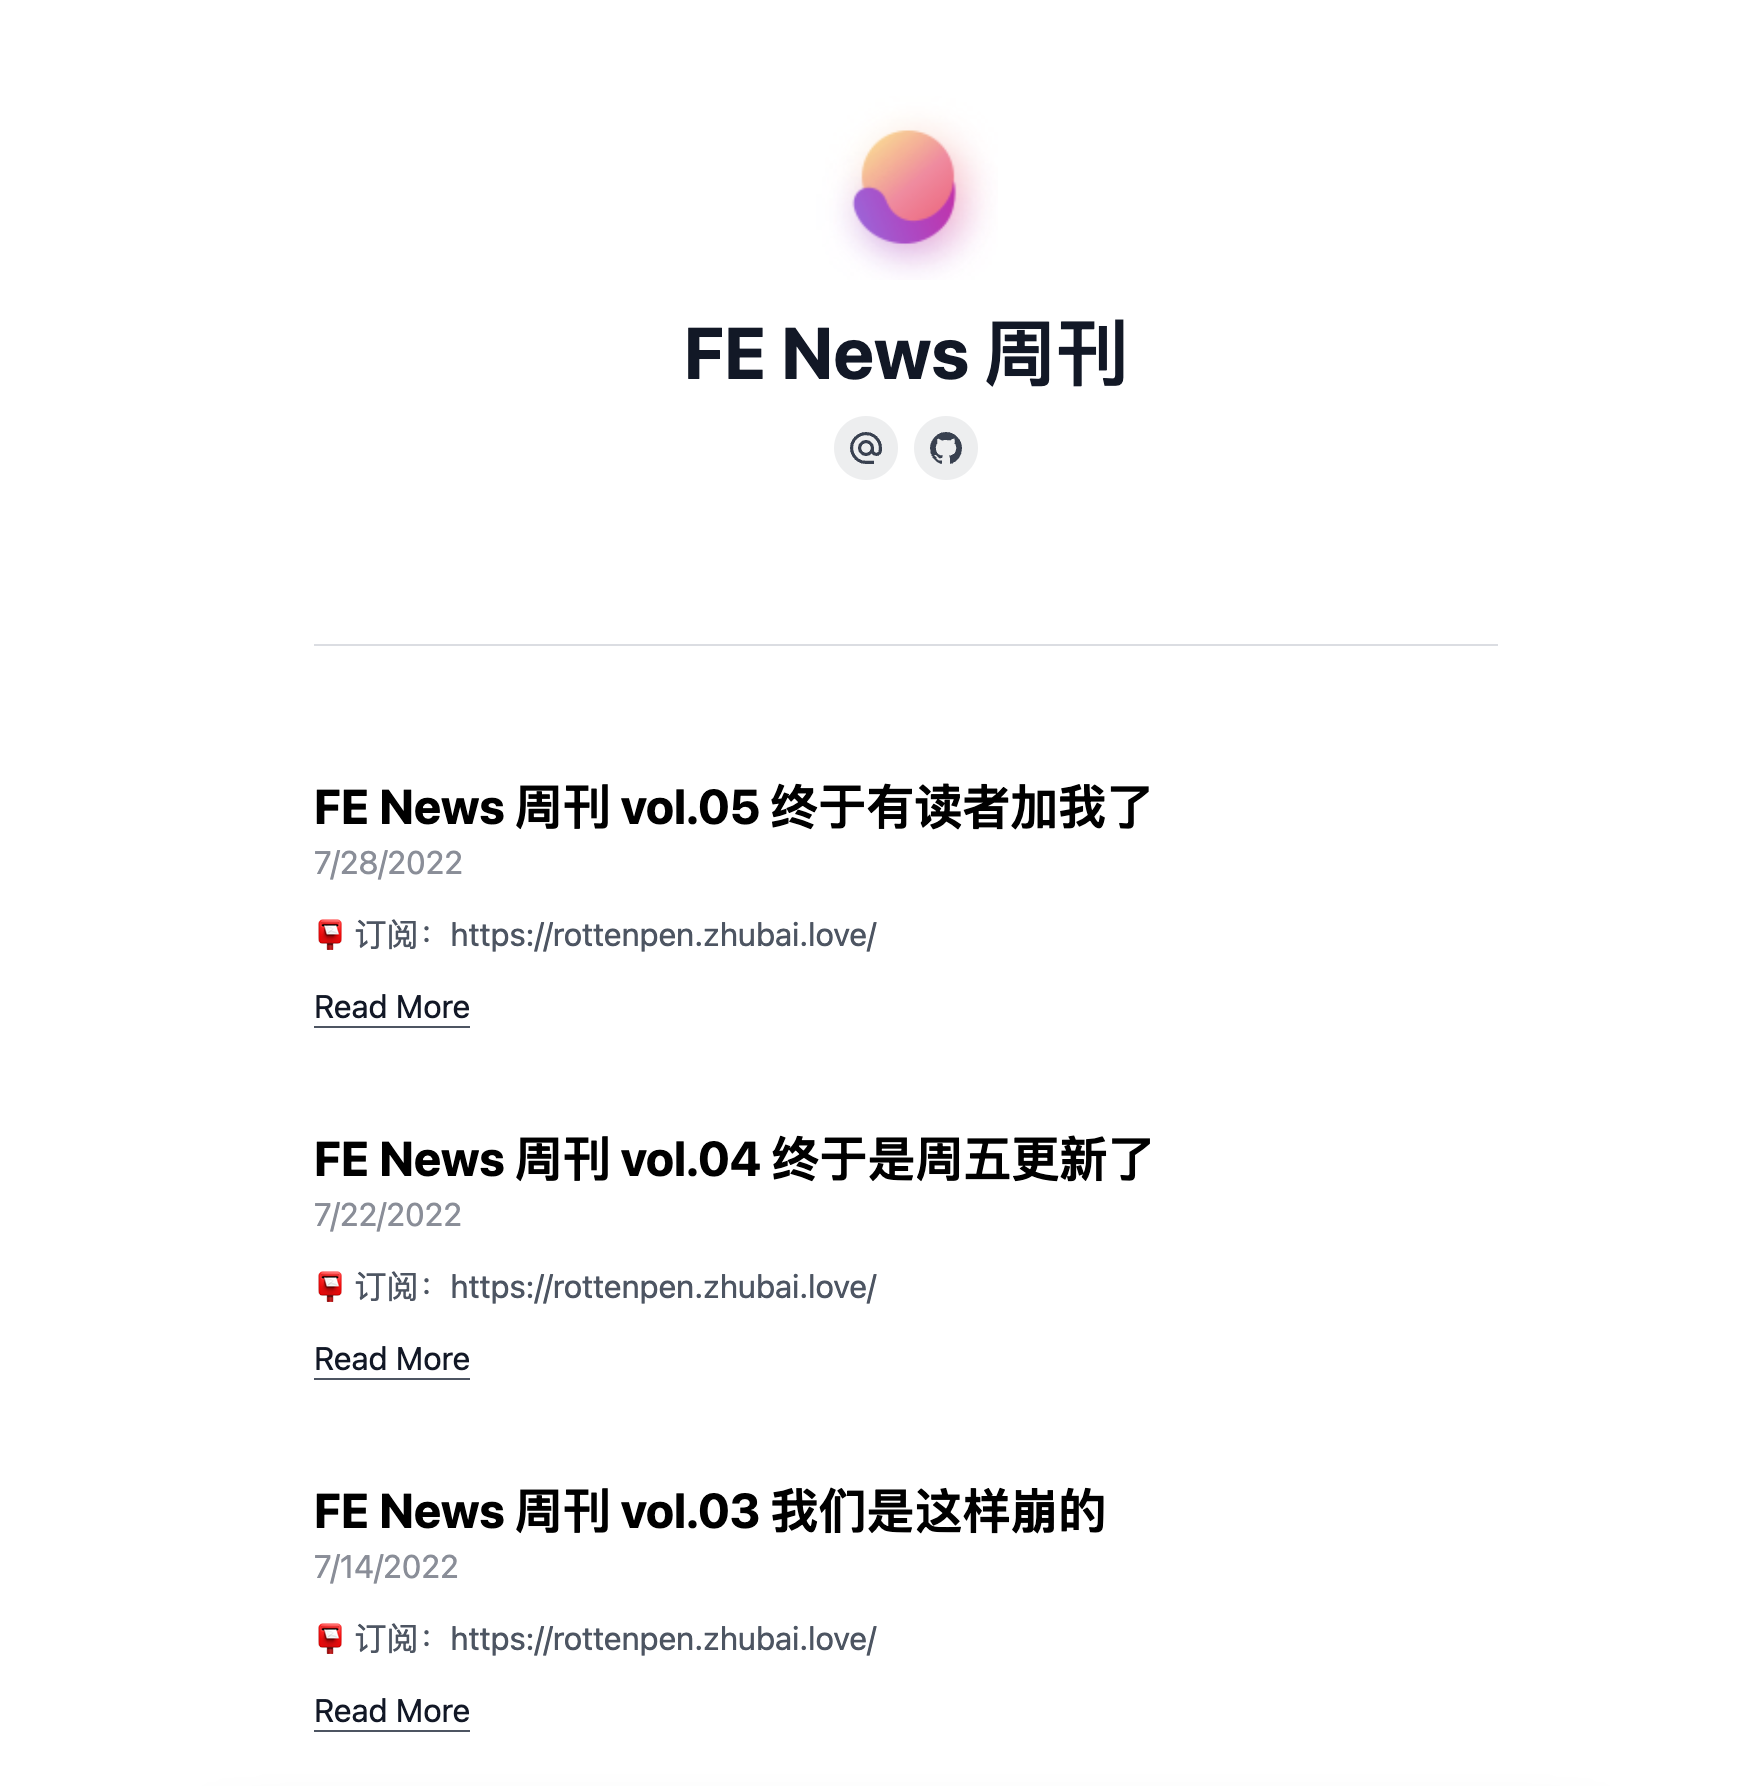 FE News 周刊
FE News 周刊 vol.05 终于有读者加我了
7/28/2022
📮 订阅：https://rottenpen.zhubai.love/
Read More
FE News 周刊 vol.04 终于是周五更新了
7/22/2022
📮 订阅：https://rottenpen.zhubai.love/
Read More
FE News 周刊 vol.03 我们是这样崩的
7/14/2022
📮 订阅：https://rottenpen.zhubai.love/
Read More